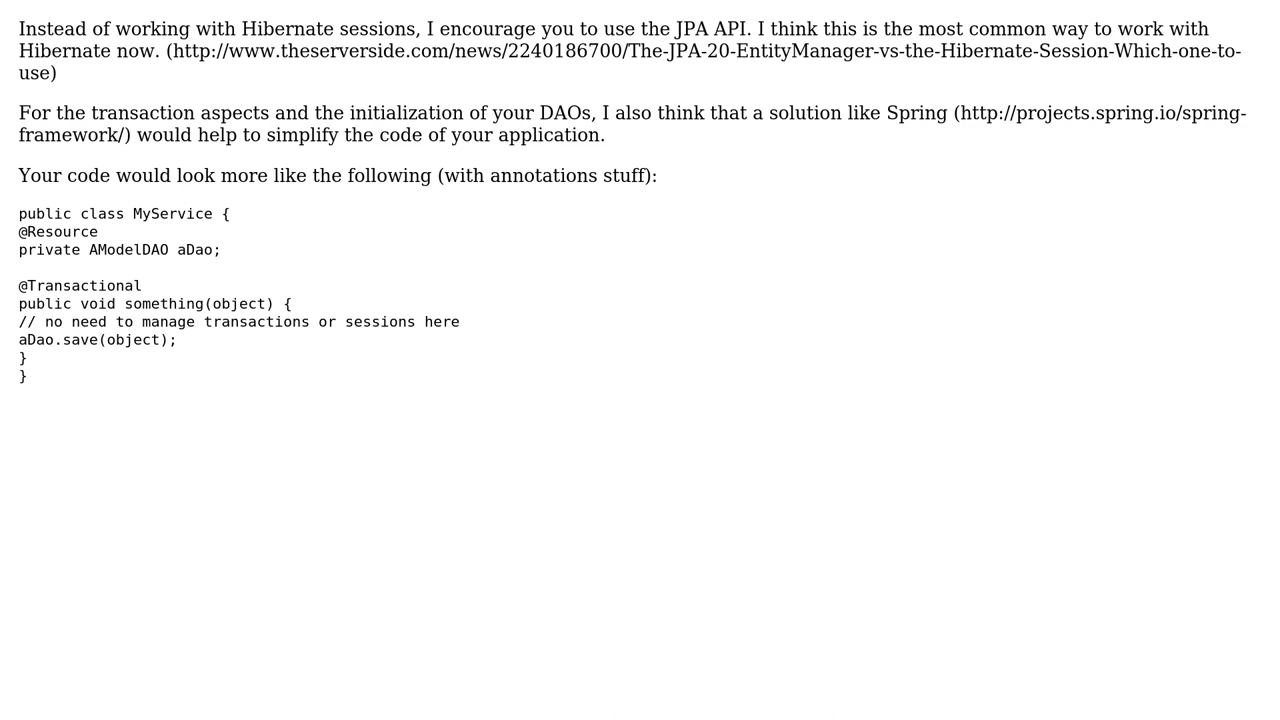 Instead of working with Hibernate sessions, I encourage you to use the JPA API. I think this is the most common way to work with
Hibernate now. (http://www.theserverside.com/news/2240186700/The-JPA-20-EntityManager-vs-the-Hibernate-Session-Which-one-to-
use)
For the transaction aspects and the initialization of your DAOs, I also think that a solution like Spring (http://projects.spring.io/spring-
framework/) would help to simplify the code of your application.
Your code would look more like the following (with annotations stuff):
public class MyService {
@Resource
private AModelDAO aDao;
@Transactional
public void something(object) {
// no need to manage transactions or sessions here
aDao.save(object);
}
}